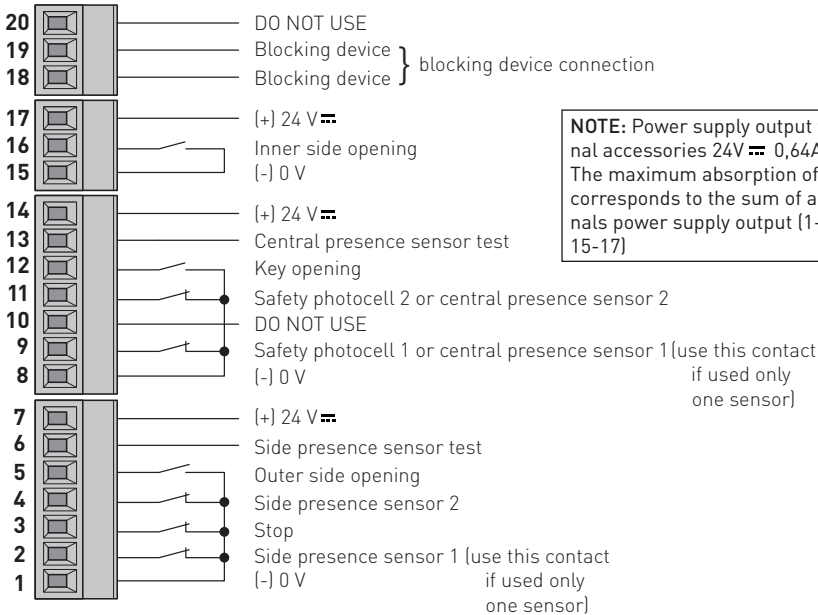 20 DO NOT USE
19 Blocking device
18 Blocking device } blocking device connection
17 (+) 24 V⎓
16 Inner side opening
15 (-) 0 V
14 (+) 24 V⎓
13 Central presence sensor test
12 Key opening
11 Safety photocell 2 or central presence sensor 2
10 DO NOT USE
9 Safety photocell 1 or central presence sensor 1 (use this contact
8 (-) 0 V if used only
one sensor)
7 (+) 24 V⎓
6 Side presence sensor test
5 Outer side opening
4 Side presence sensor 2
3 Stop
2 Side presence sensor 1 (use this contact
1 (-) 0 V if used only
one sensor)
NOTE: Power supply output
nal accessories 24V⎓ 0,64A
The maximum absorption of
corresponds to the sum of a
nals power supply output (1-
15-17)